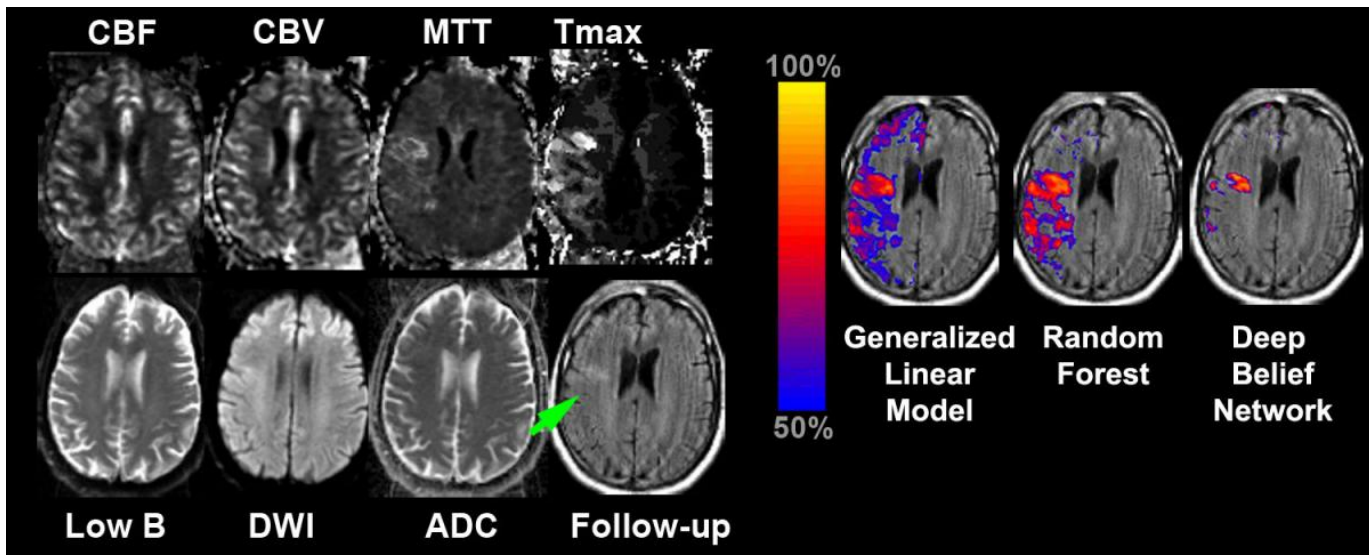 CBF CBV MTT Tmax
Low B DWI ADC Follow-up
100%
50%
Generalized
Linear
Model
Random
Forest
Deep
Belief
Network